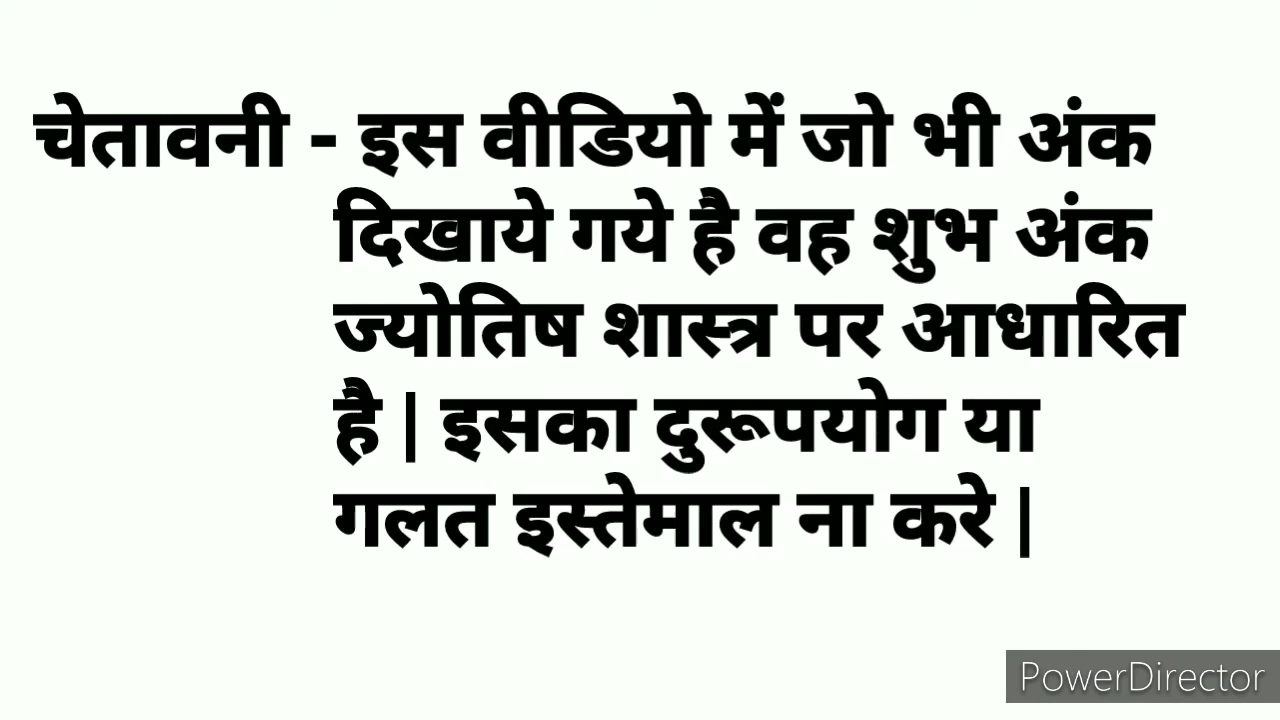 चेतावनी - इस वीडियो में जो भी अंक
दिखाये गये है वह शुभ अंक
ज्योतिष शास्त्र पर आधारित
है | इसका दुरूपयोग या
गलत इस्तेमाल ना करे |
PowerDirector